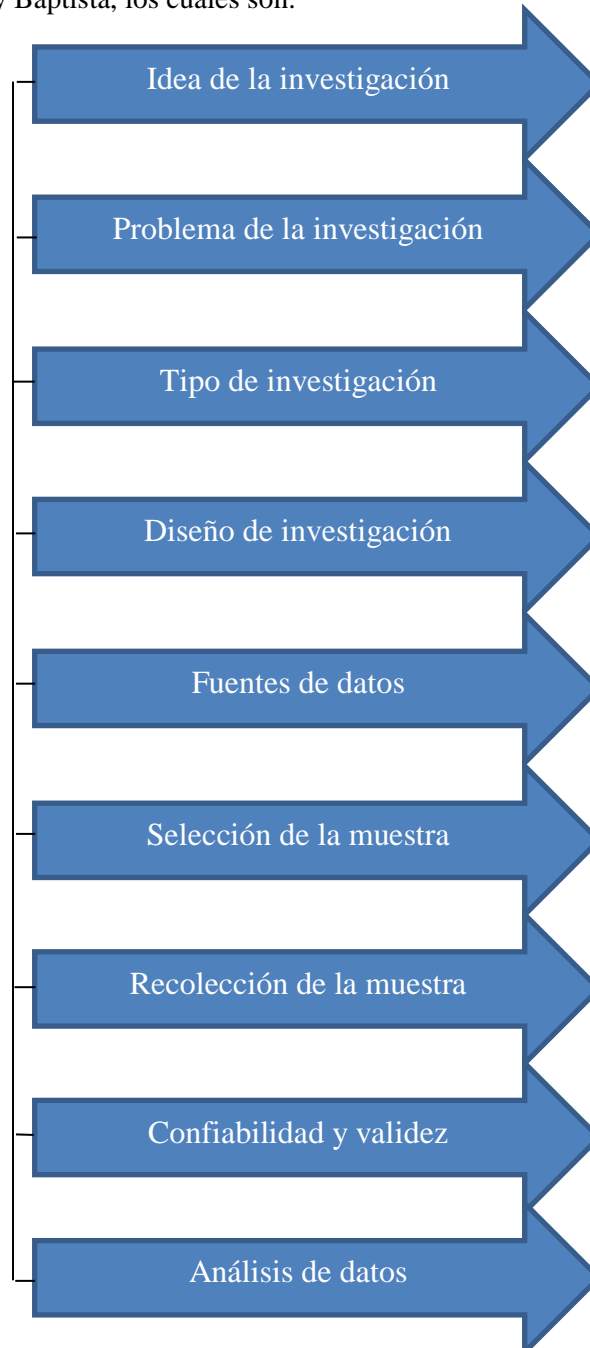 y Baptista, los cuales son:
Idea de la investigación
Problema de la investigación
Tipo de investigación
Diseño de investigación
Fuentes de datos
Selección de la muestra
Recolección de la muestra
Confiabilidad y validez
Análisis de datos